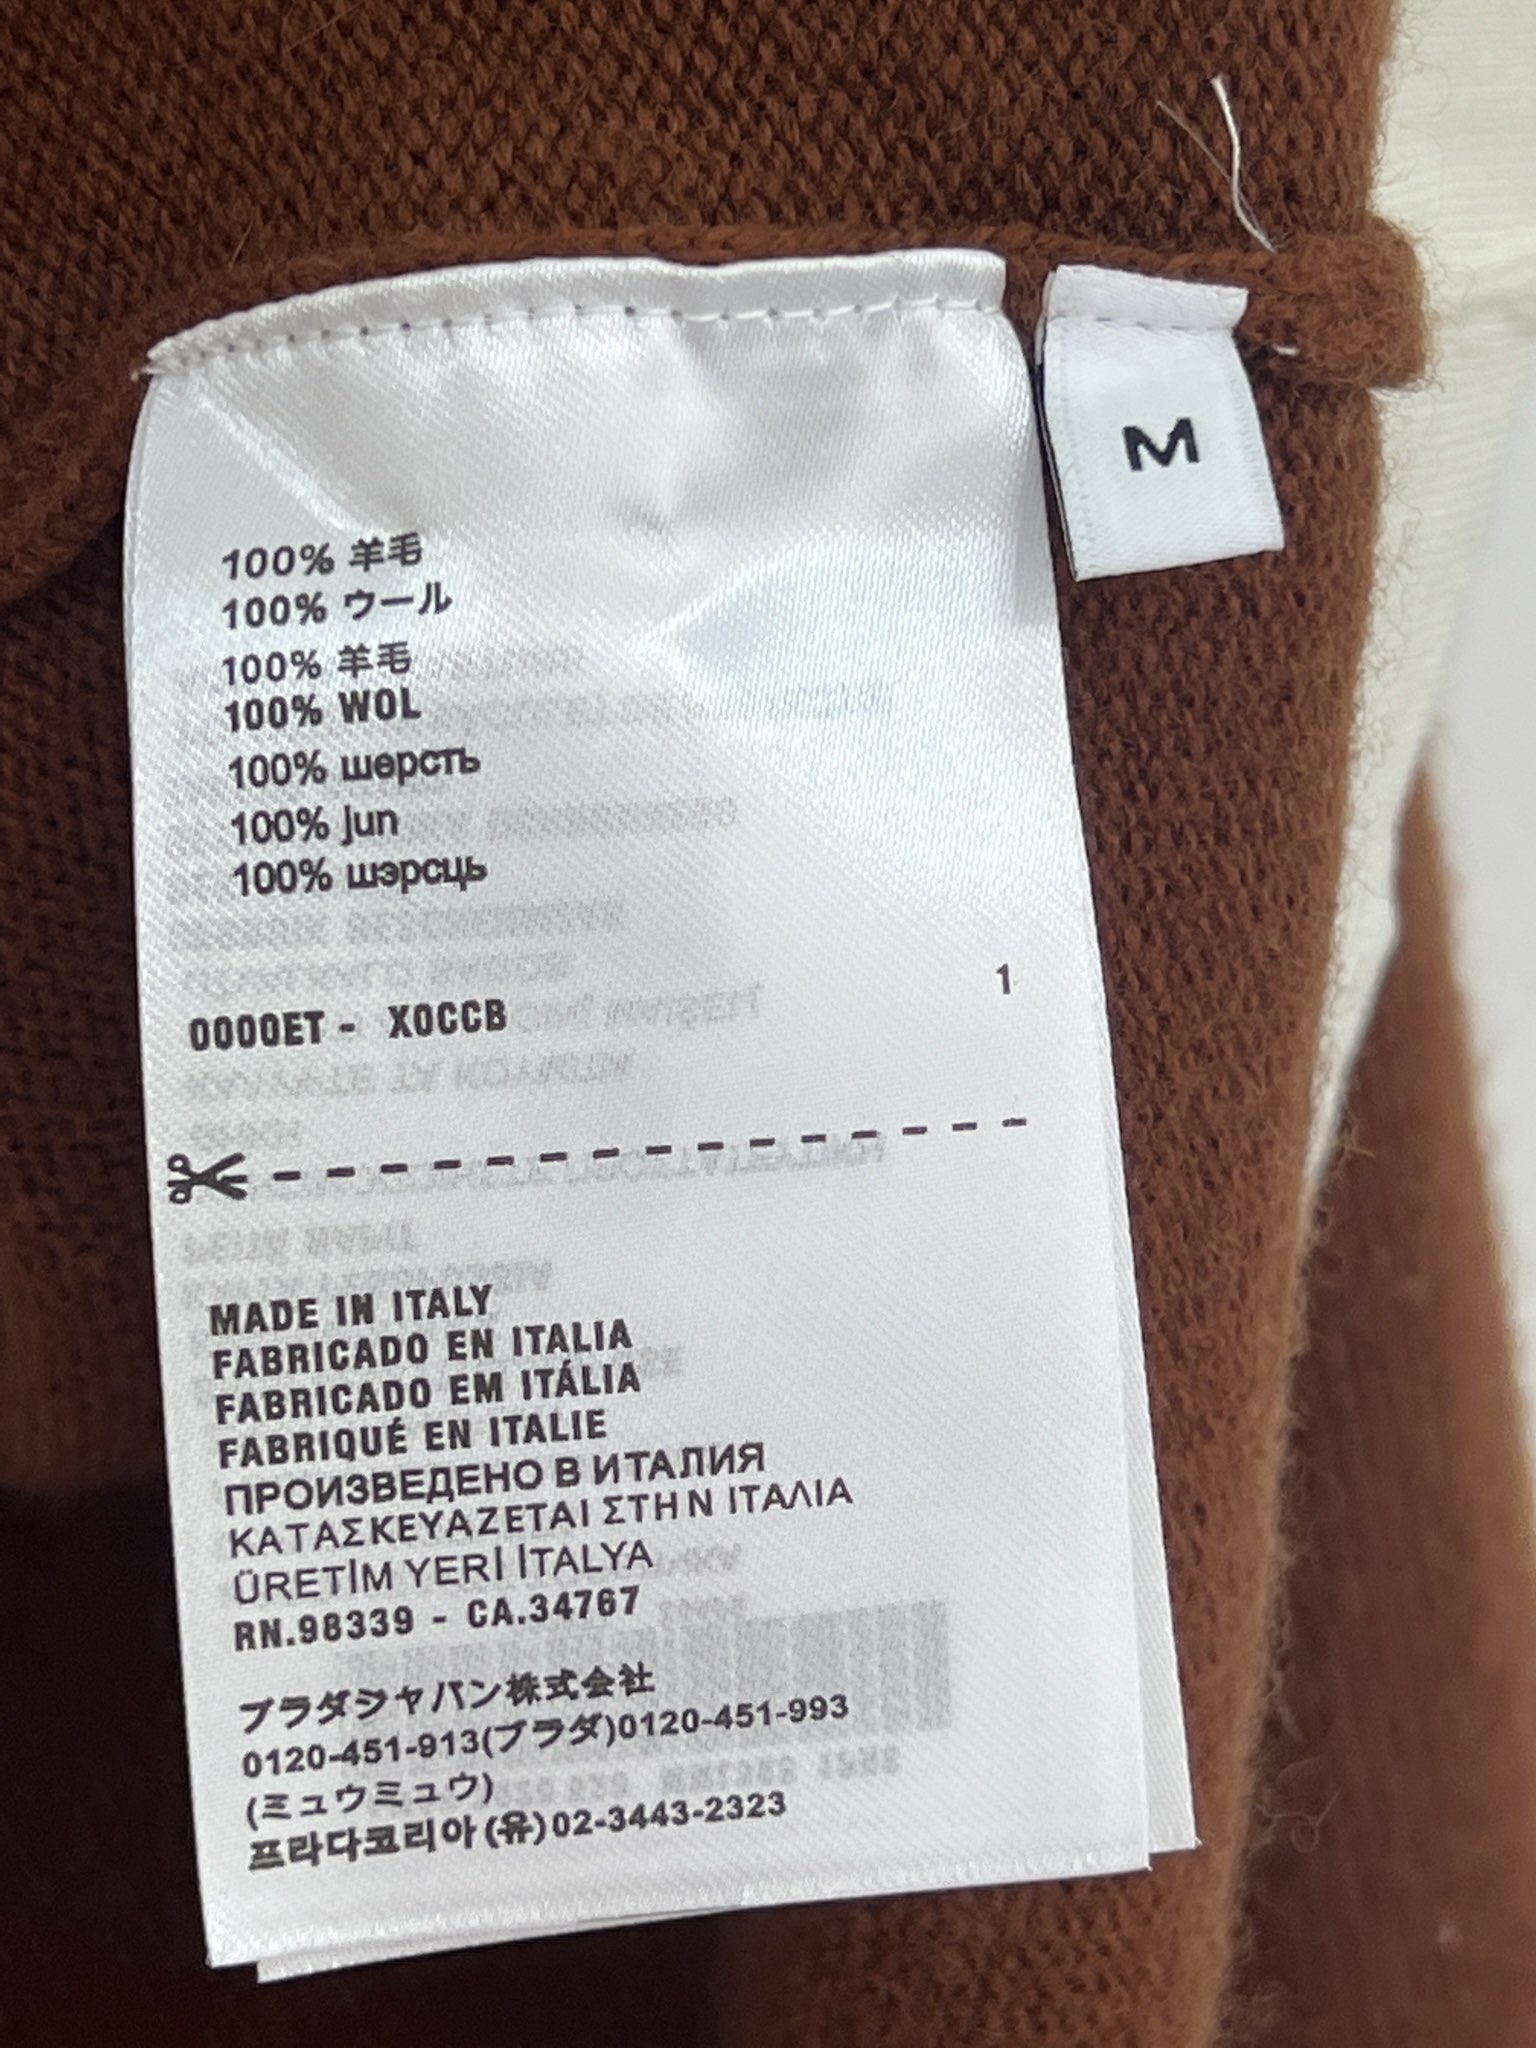 M
100% 羊毛
100% ウール
100% 羊毛
100% WOL
100% шерсть
100% jun
100% шэрсць
1
0000ET - X0CCB
MADE IN ITALY
FABRICADO EN ITALIA
FABRICADO EM ITÁLIA
FABRIQUÉ EN ITALIE
ПРОИЗВЕДЕНО В ИТАЛИЯ
ΚΑΤΑΣΚΕΥΑΖΕΤΑΙ ΣΤΗΝ ΙΤΑΛΙΑ
ÜRETİM YERİ İTALYA
RN.98339 - CA.34767
プラダジャパン株式会社
0120-451-913(プラダ)0120-451-993
(ミュウミュウ)
프라다코리아(유)02-3443-2323